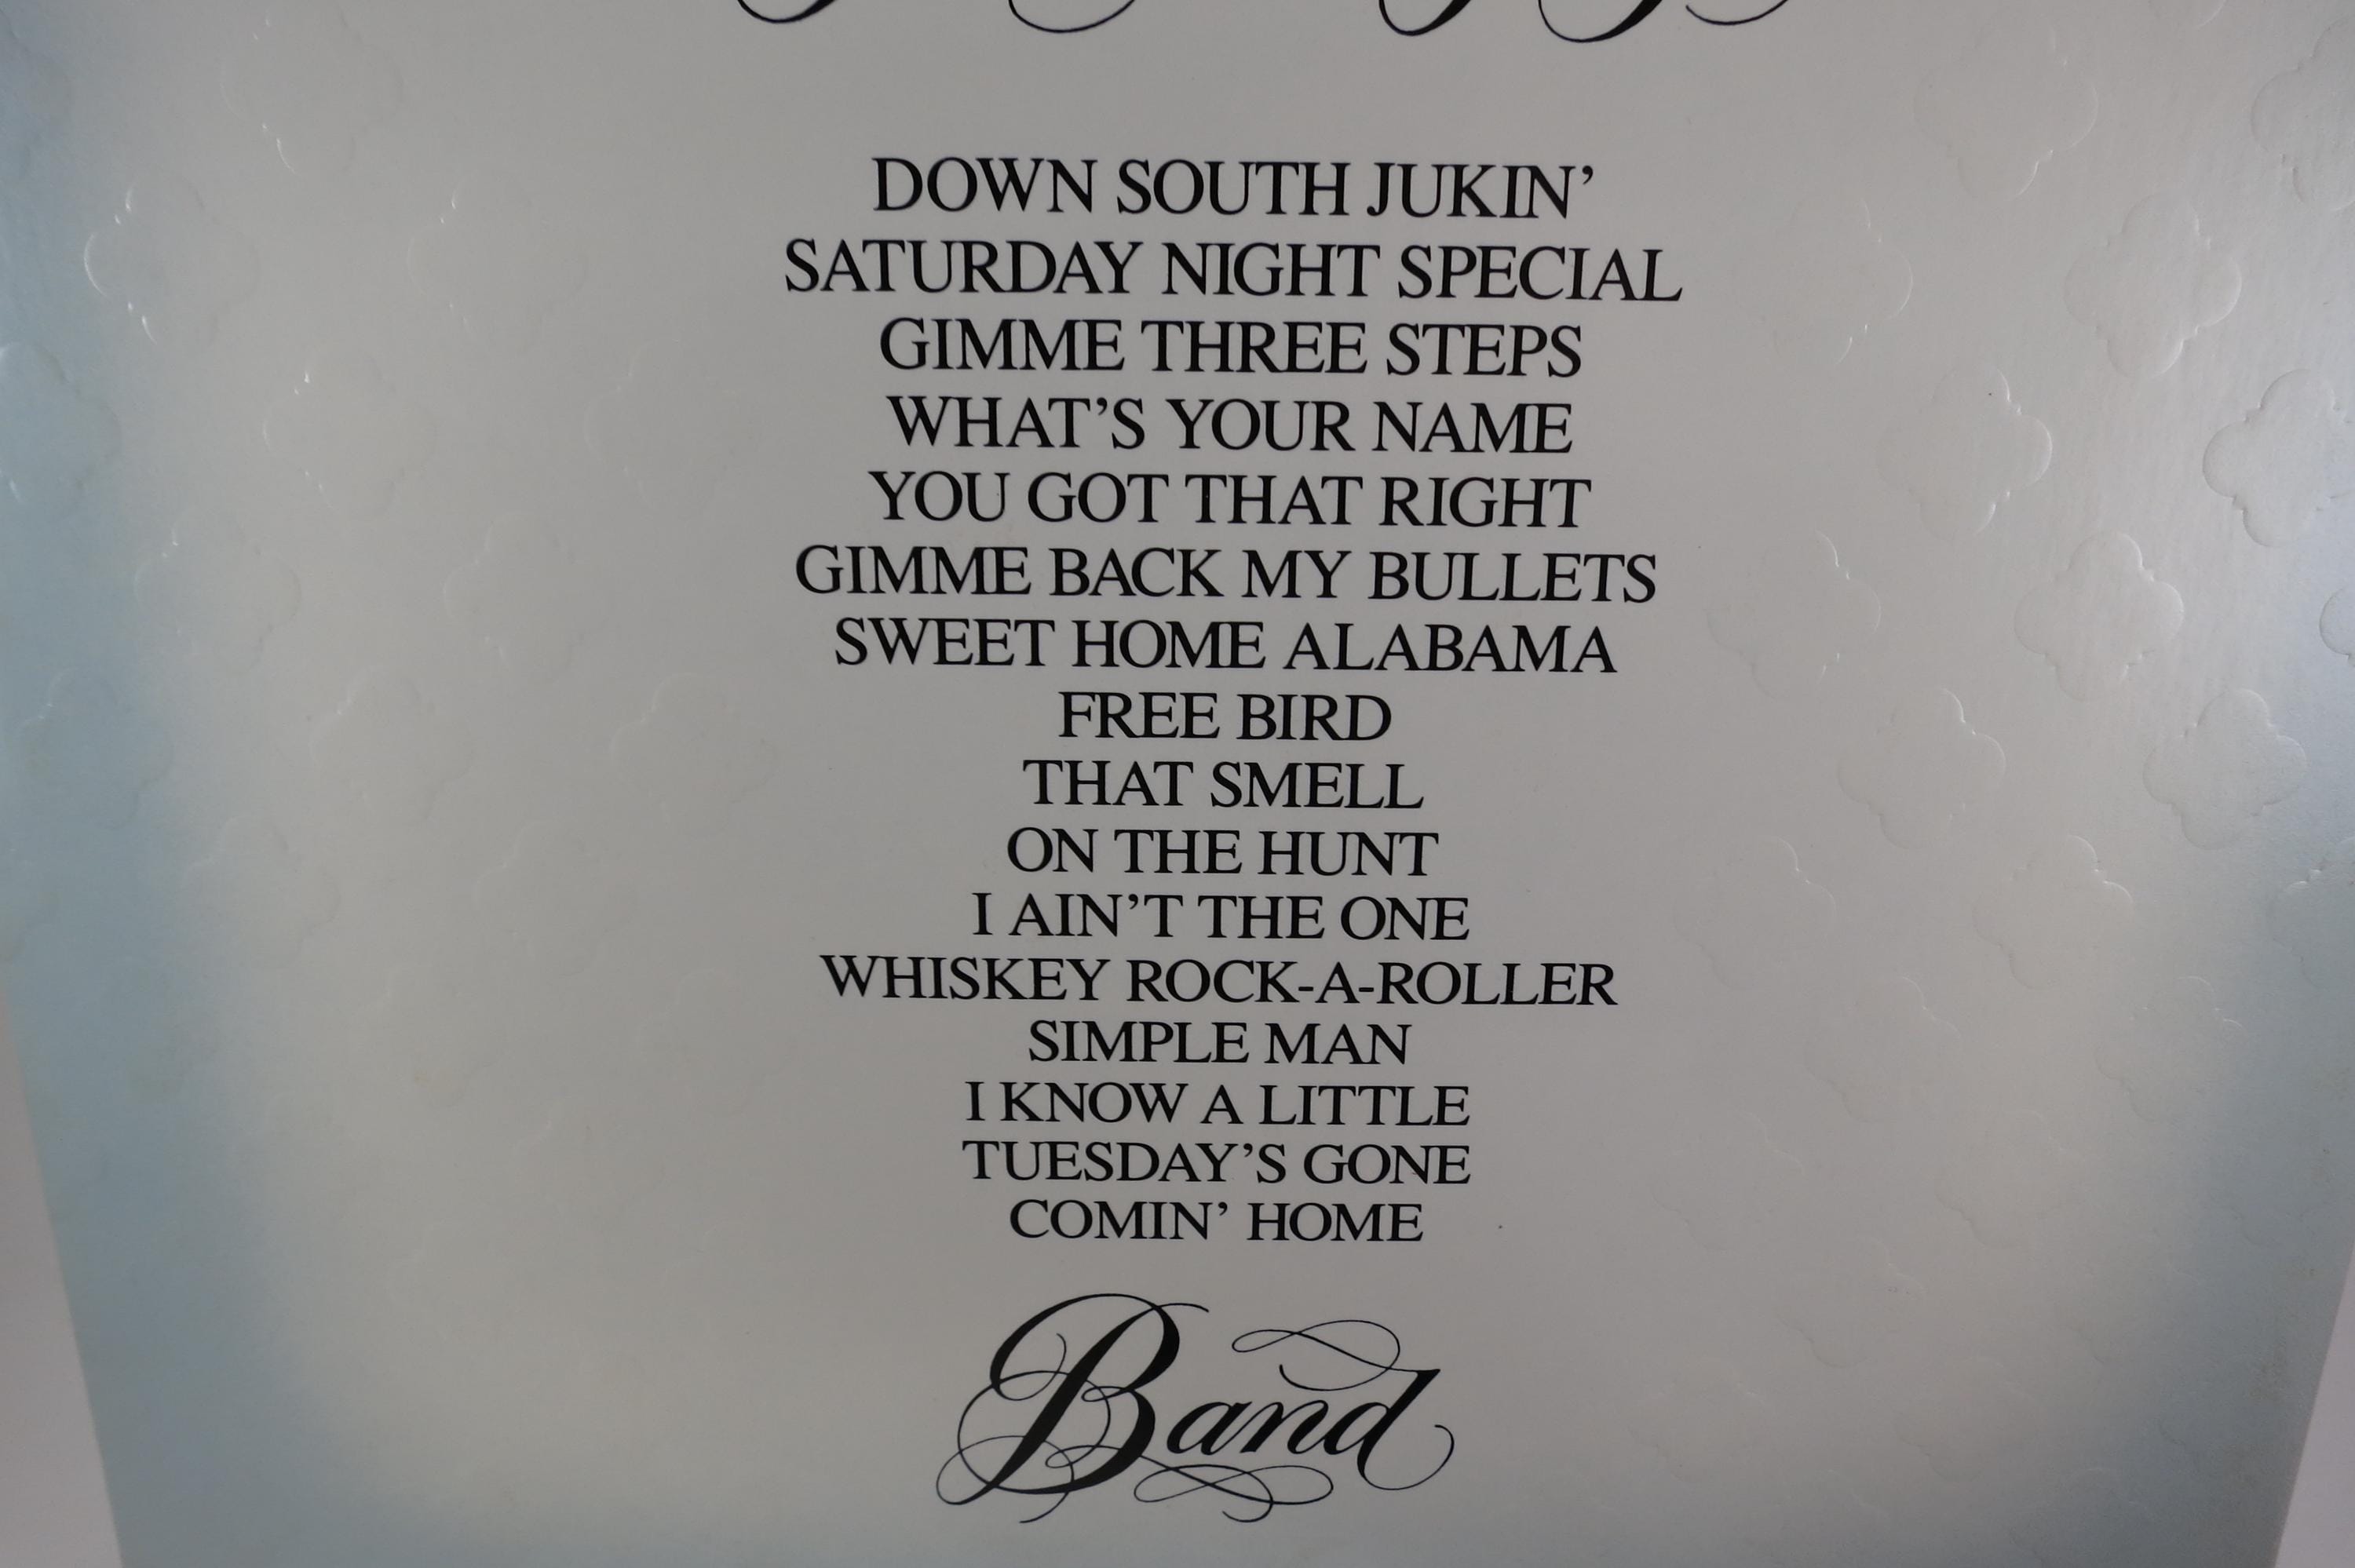 DOWN SOUTH JUKIN’
SATURDAY NIGHT SPECIAL
GIMME THREE STEPS
WHAT’S YOUR NAME
YOU GOT THAT RIGHT
GIMME BACK MY BULLETS
SWEET HOME ALABAMA
FREE BIRD
THAT SMELL
ON THE HUNT
I AIN’T THE ONE
WHISKEY ROCK-A-ROLLER
SIMPLE MAN
I KNOW A LITTLE
TUESDAY’S GONE
COMIN’ HOME
Band